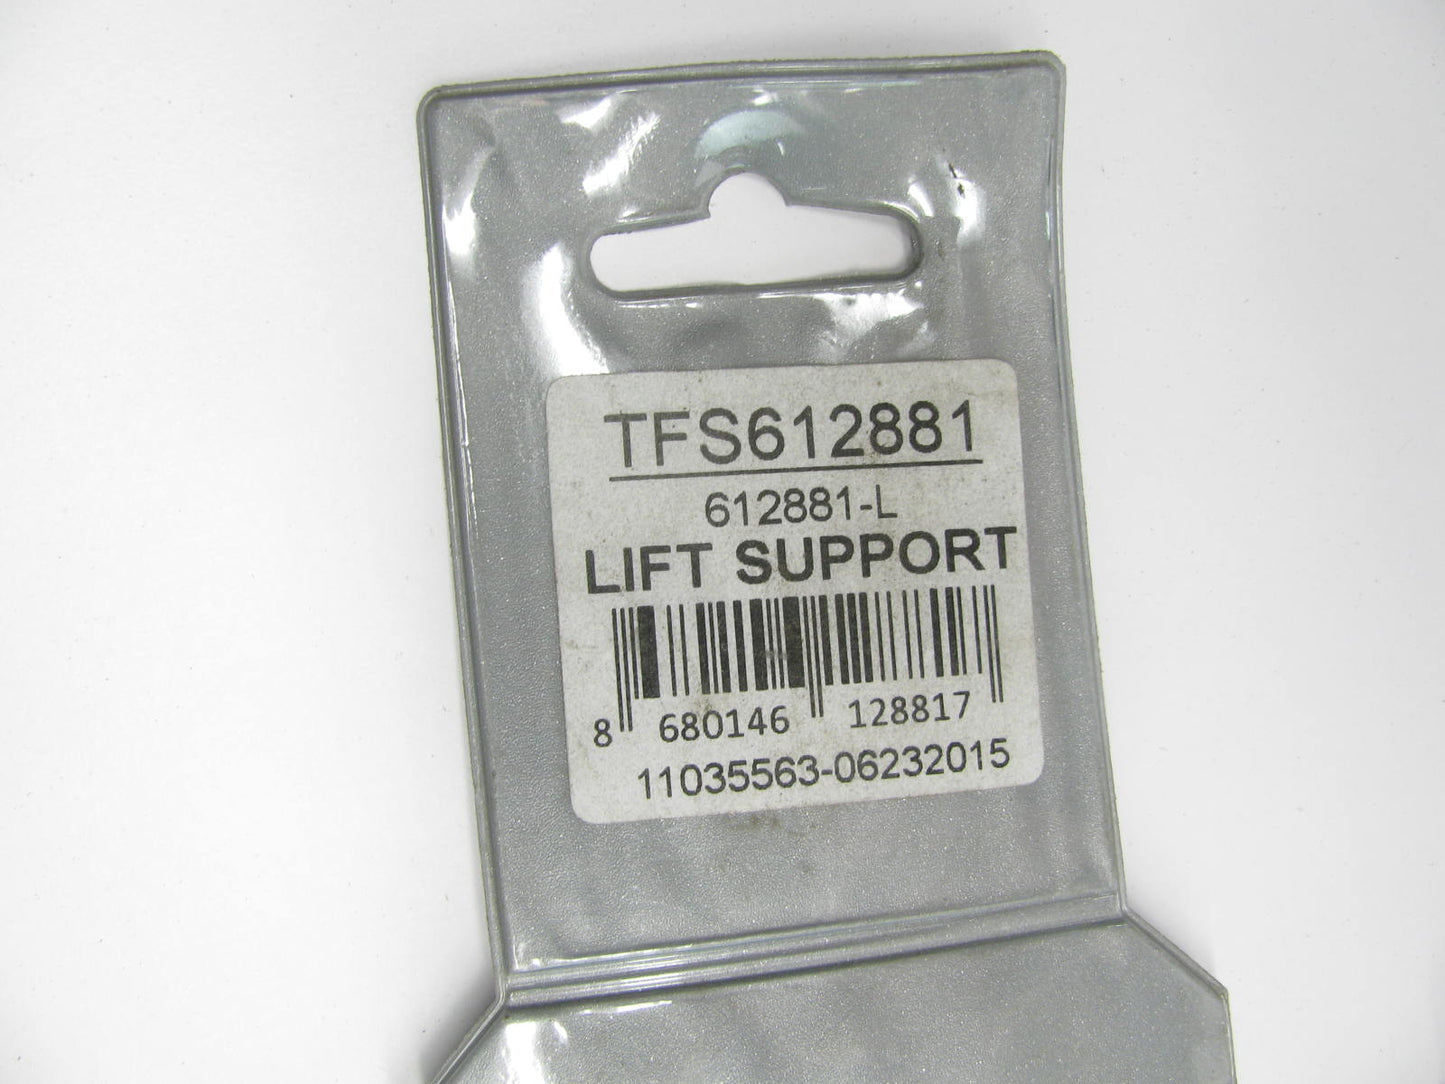 TFS612881
612881-L
LIFT SUPPORT
8 680146 128817
11035563-06232015